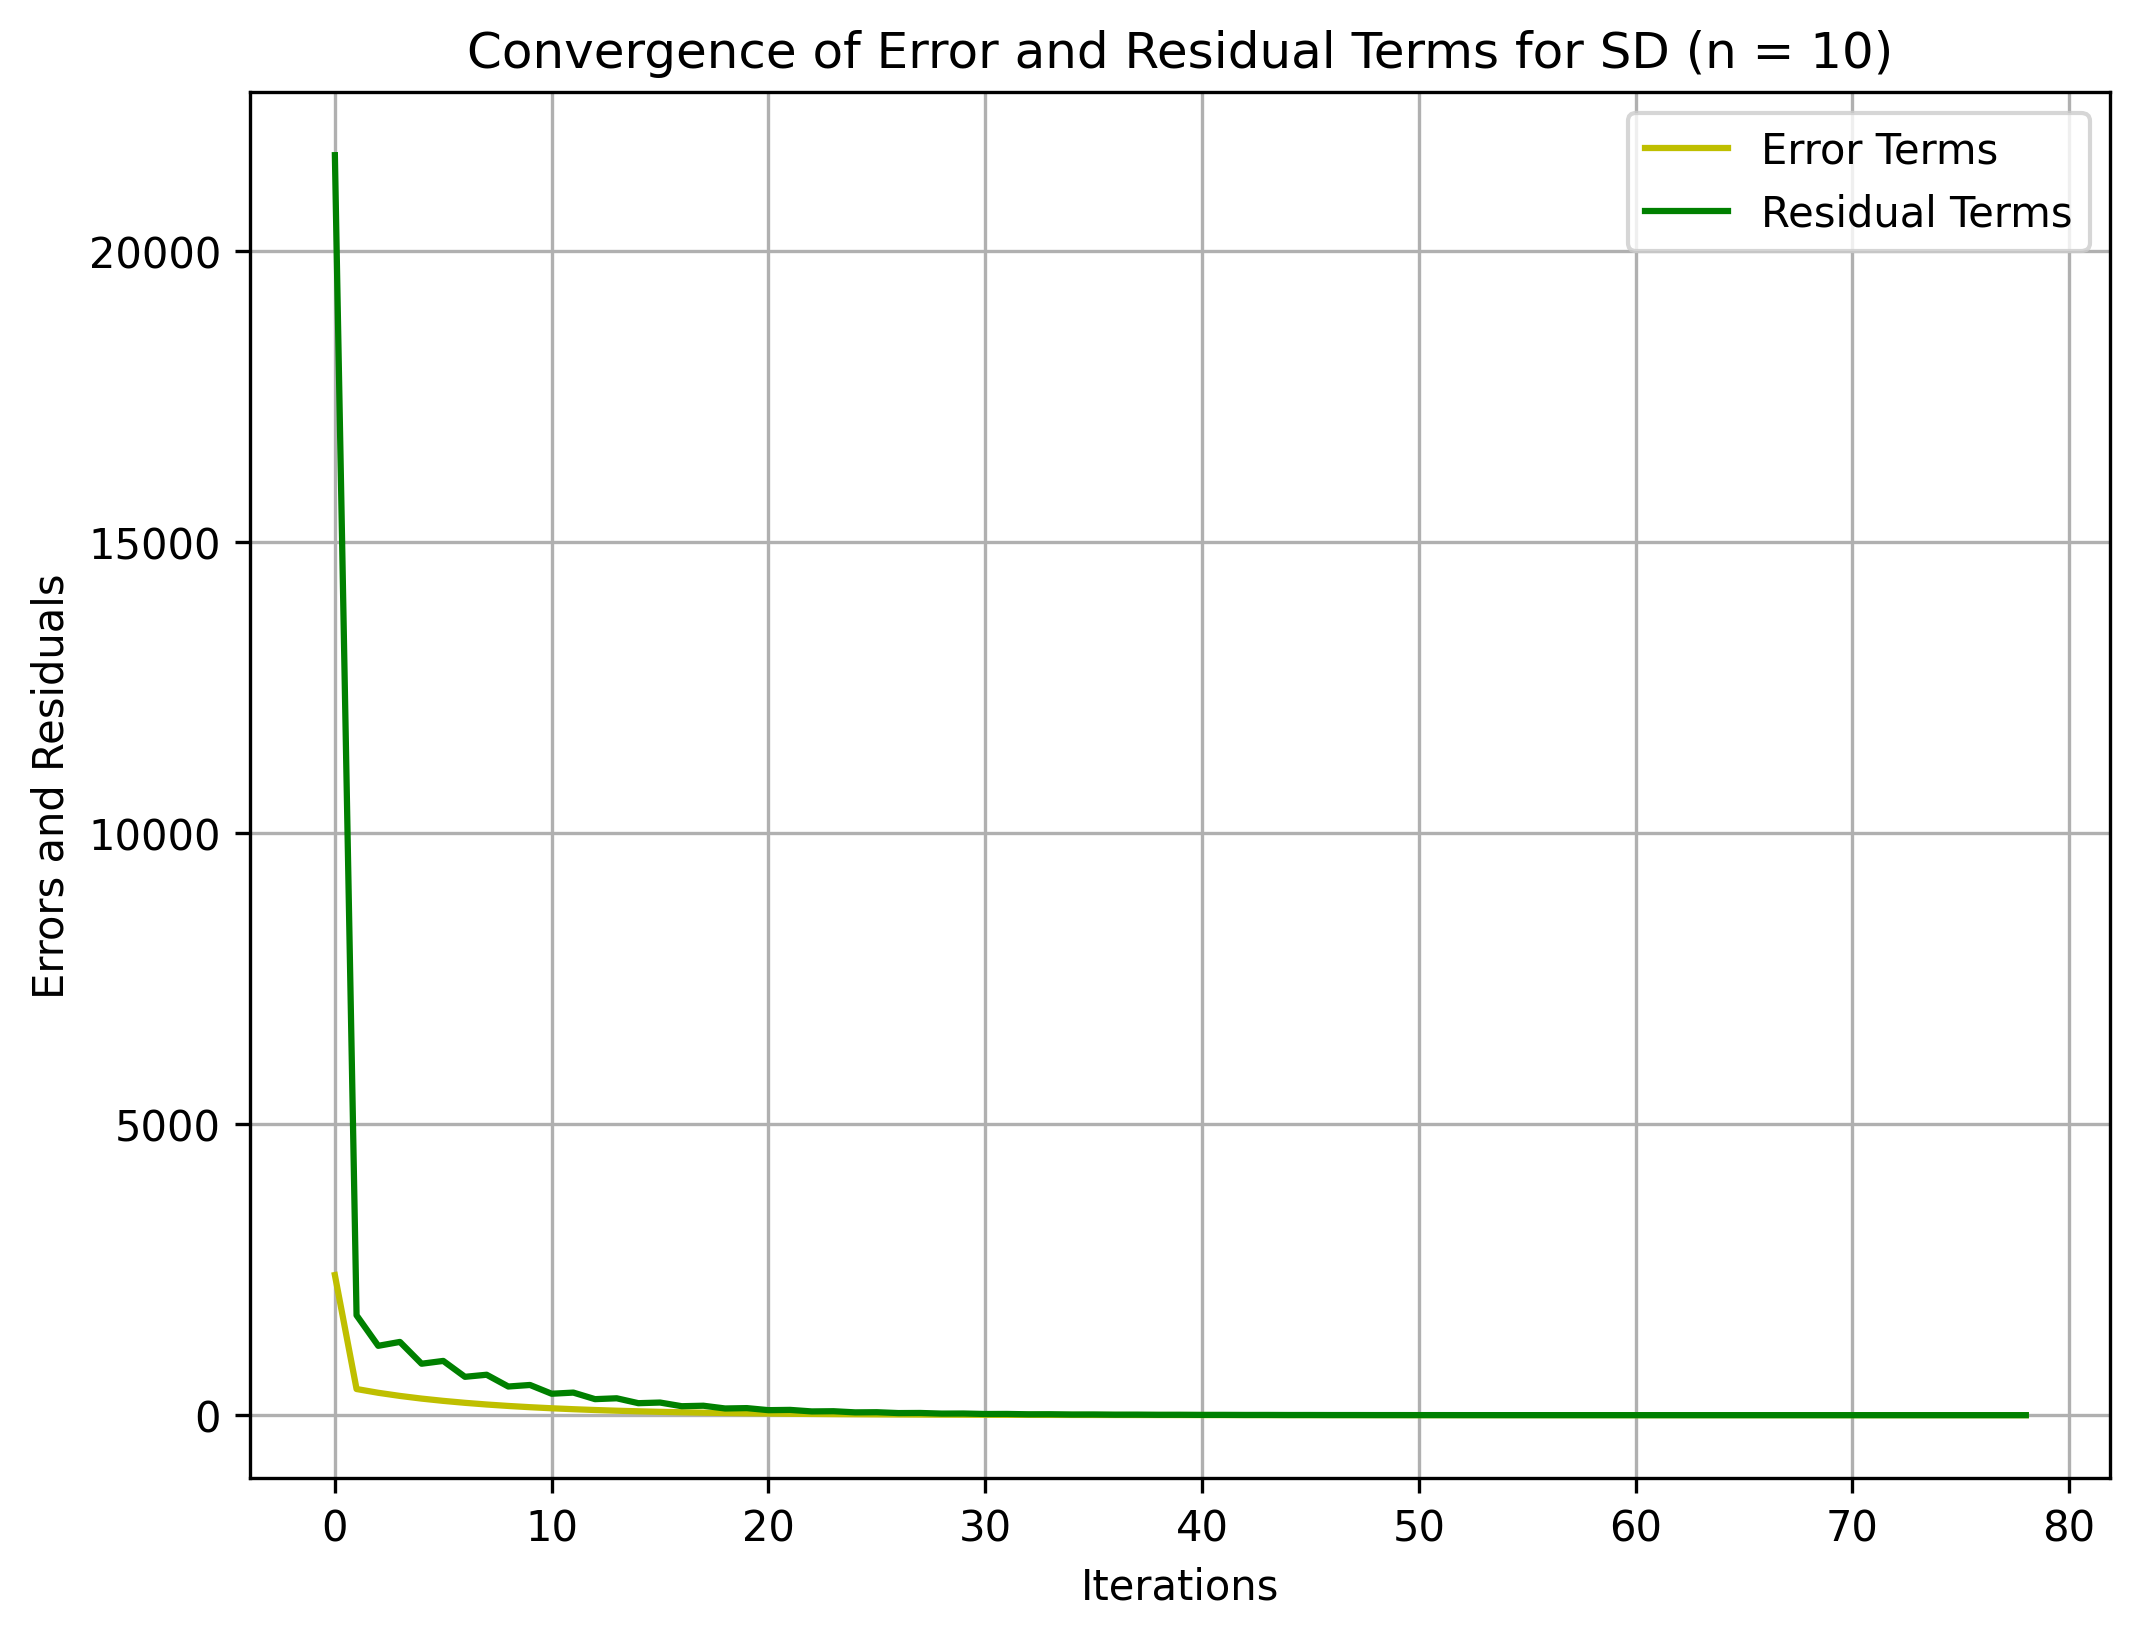 Convergence of Error and Residual Terms for SD (n = 10)
Error Terms
Residual Terms
20000
15000
10000
5000
0
Errors and Residuals
0 10 20 30 40 50 60 70 80
Iterations